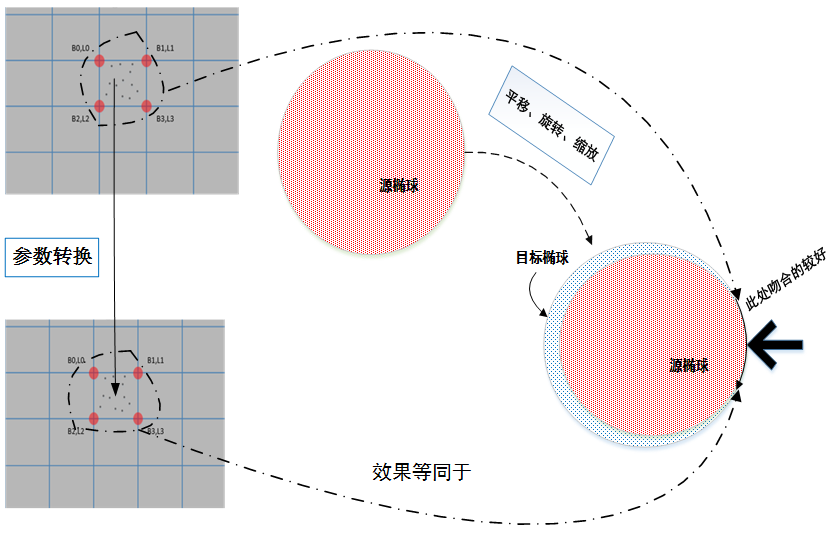 B0,L0
B1,L1
B2,L2
B3,L3
平移、旋转、缩放
源椭球
参数转换
目标椭球
此处吻合的较好
源椭球
B0,L0
B1,L1
B2,L2
B3,L3
效果等同于